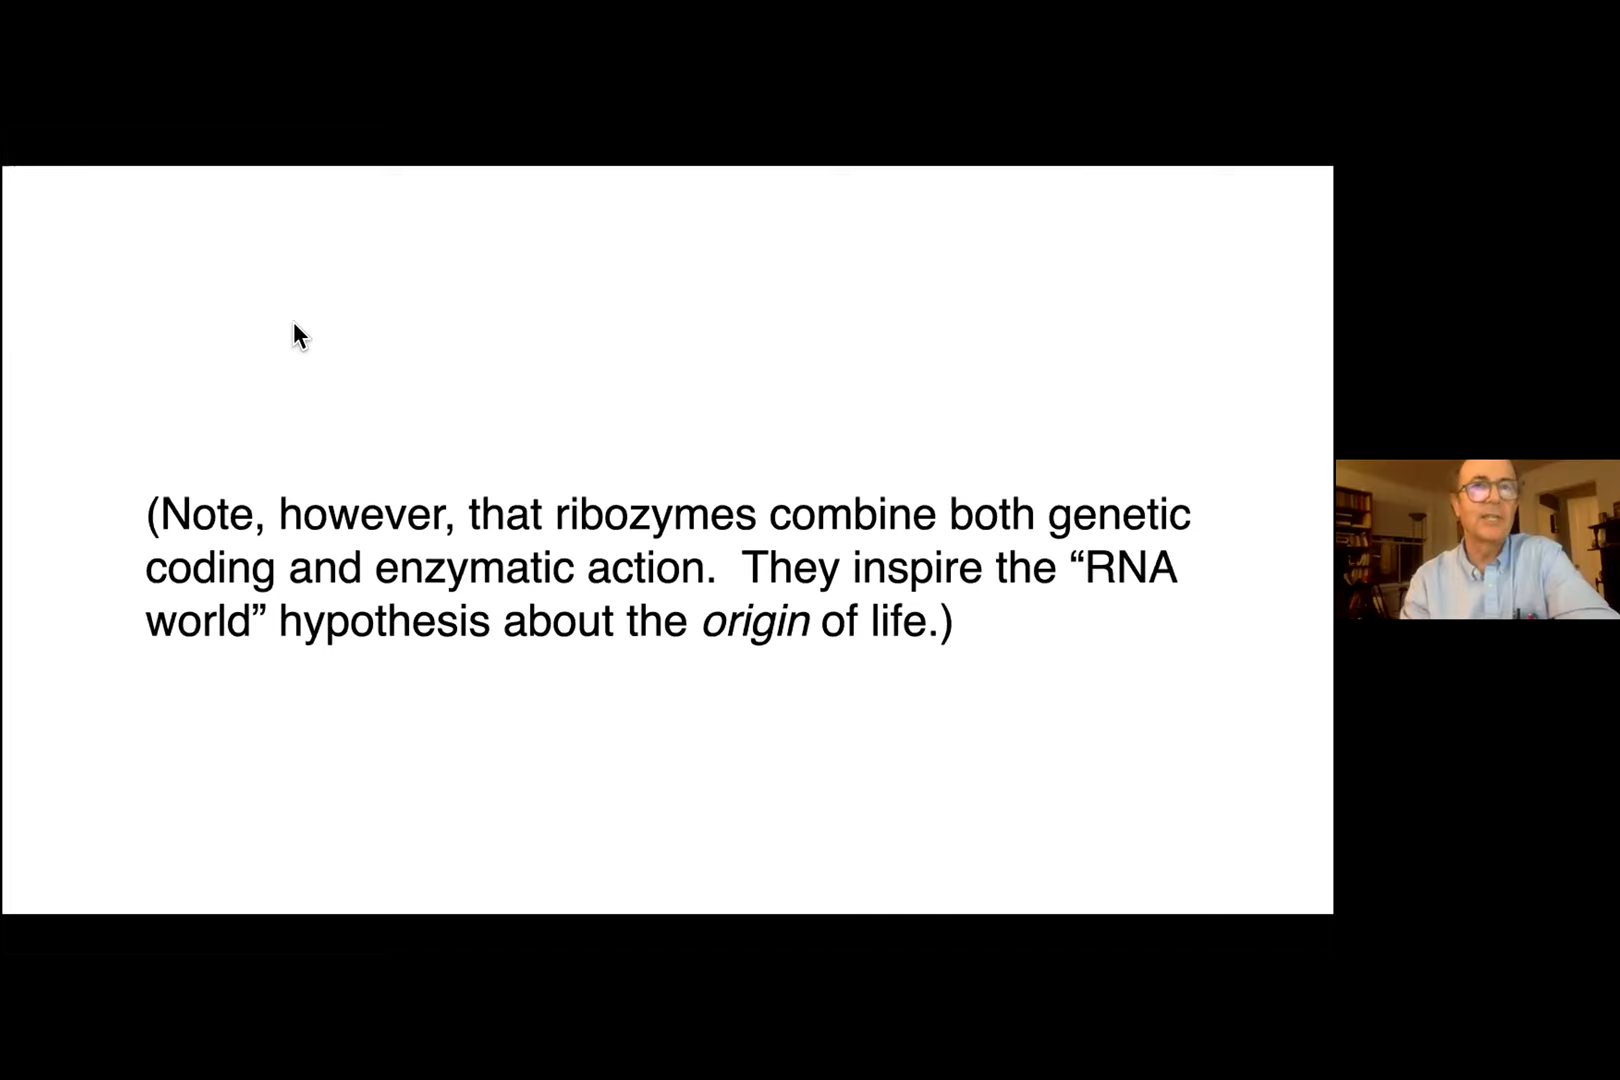 (Note, however, that ribozymes combine both genetic
coding and enzymatic action.  They inspire the “RNA
world” hypothesis about the origin of life.)